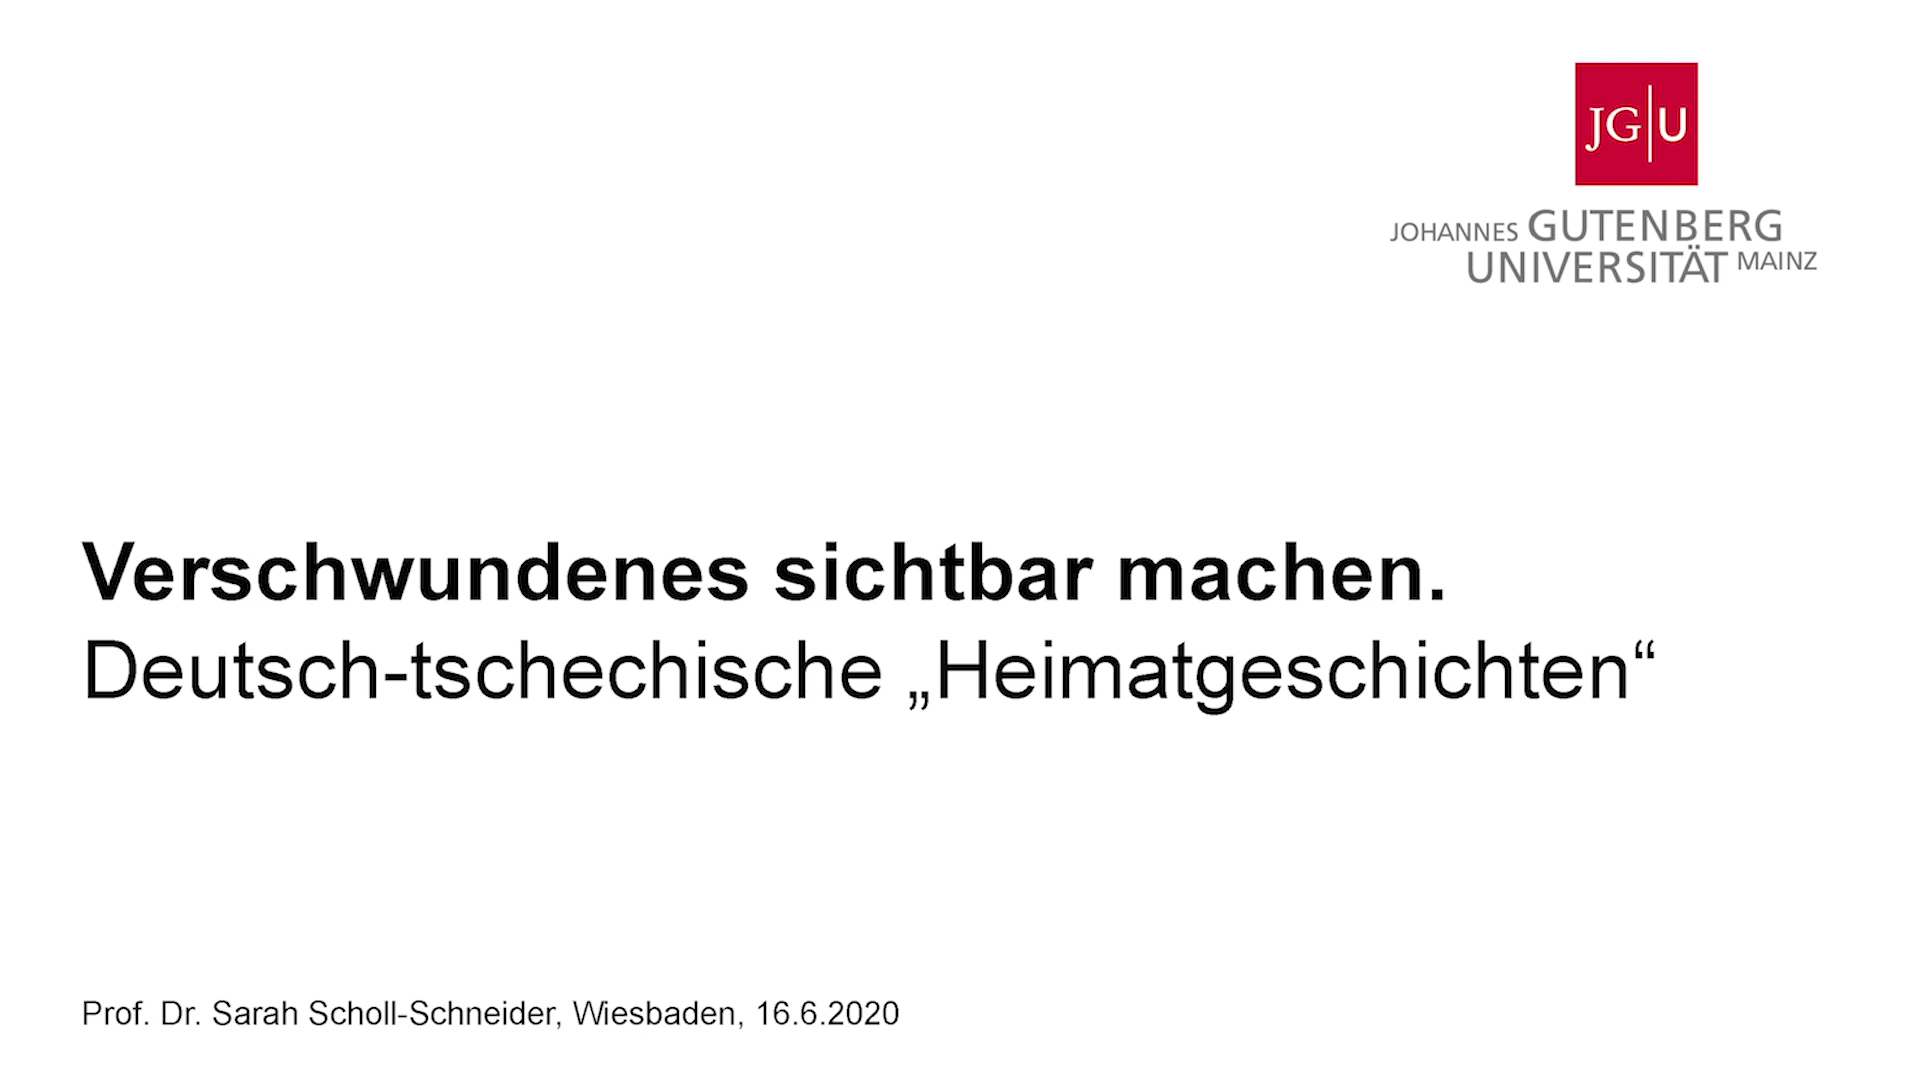 JG|U
JOHANNES GUTENBERG
UNIVERSITÄT MAINZ
Verschwundenes sichtbar machen.
Deutsch-tschechische „Heimatgeschichten“
Prof. Dr. Sarah Scholl-Schneider, Wiesbaden, 16.6.2020